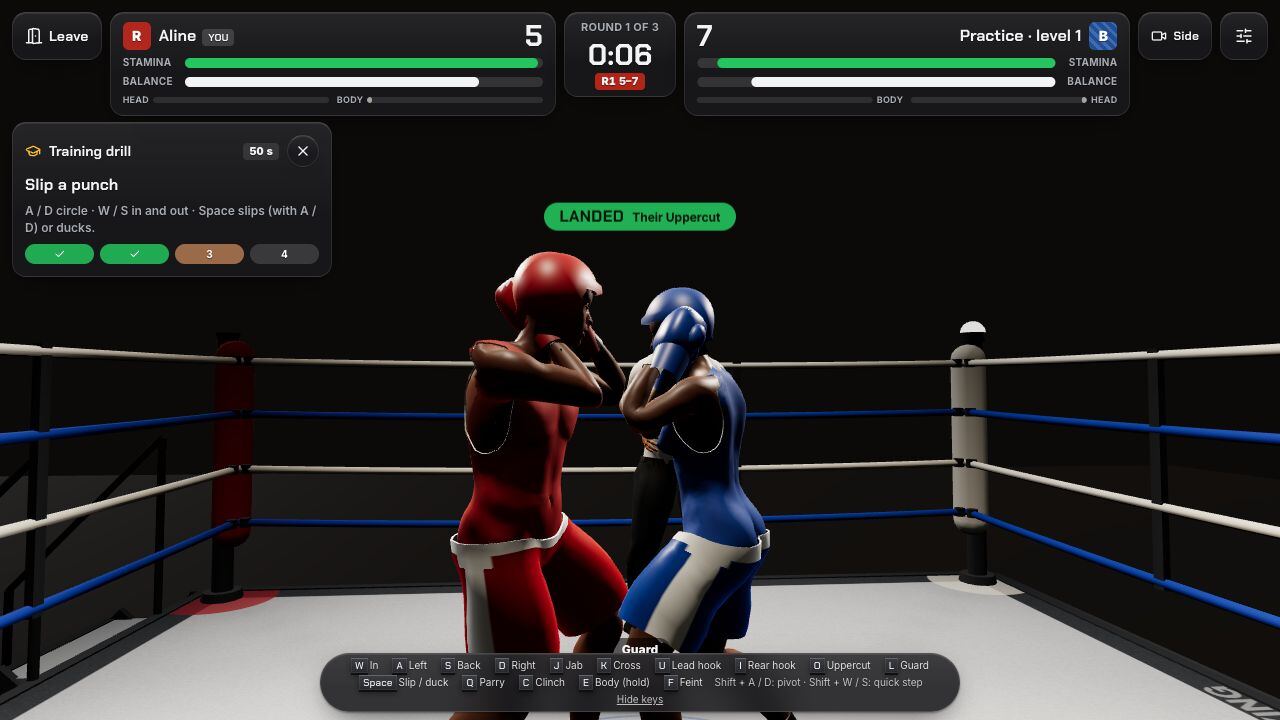 Leave
R Aline YOU 5
STAMINA
BALANCE
HEAD BODY
ROUND 1 OF 3
0:06
R1 5–7
7 Practice · level 1 B
STAMINA
BALANCE
BODY HEAD
Side
Training drill 50 s
Slip a punch
A / D circle · W / S in and out · Space slips (with A /
D) or ducks.
3 4
LANDED Their Uppercut
Guard
W In A Left S Back D Right J Jab K Cross U Lead hook I Rear hook O Uppercut L Guard
Space Slip / duck Q Parry C Clinch E Body (hold) F Feint Shift + A / D: pivot · Shift + W / S: quick step
Hide keys